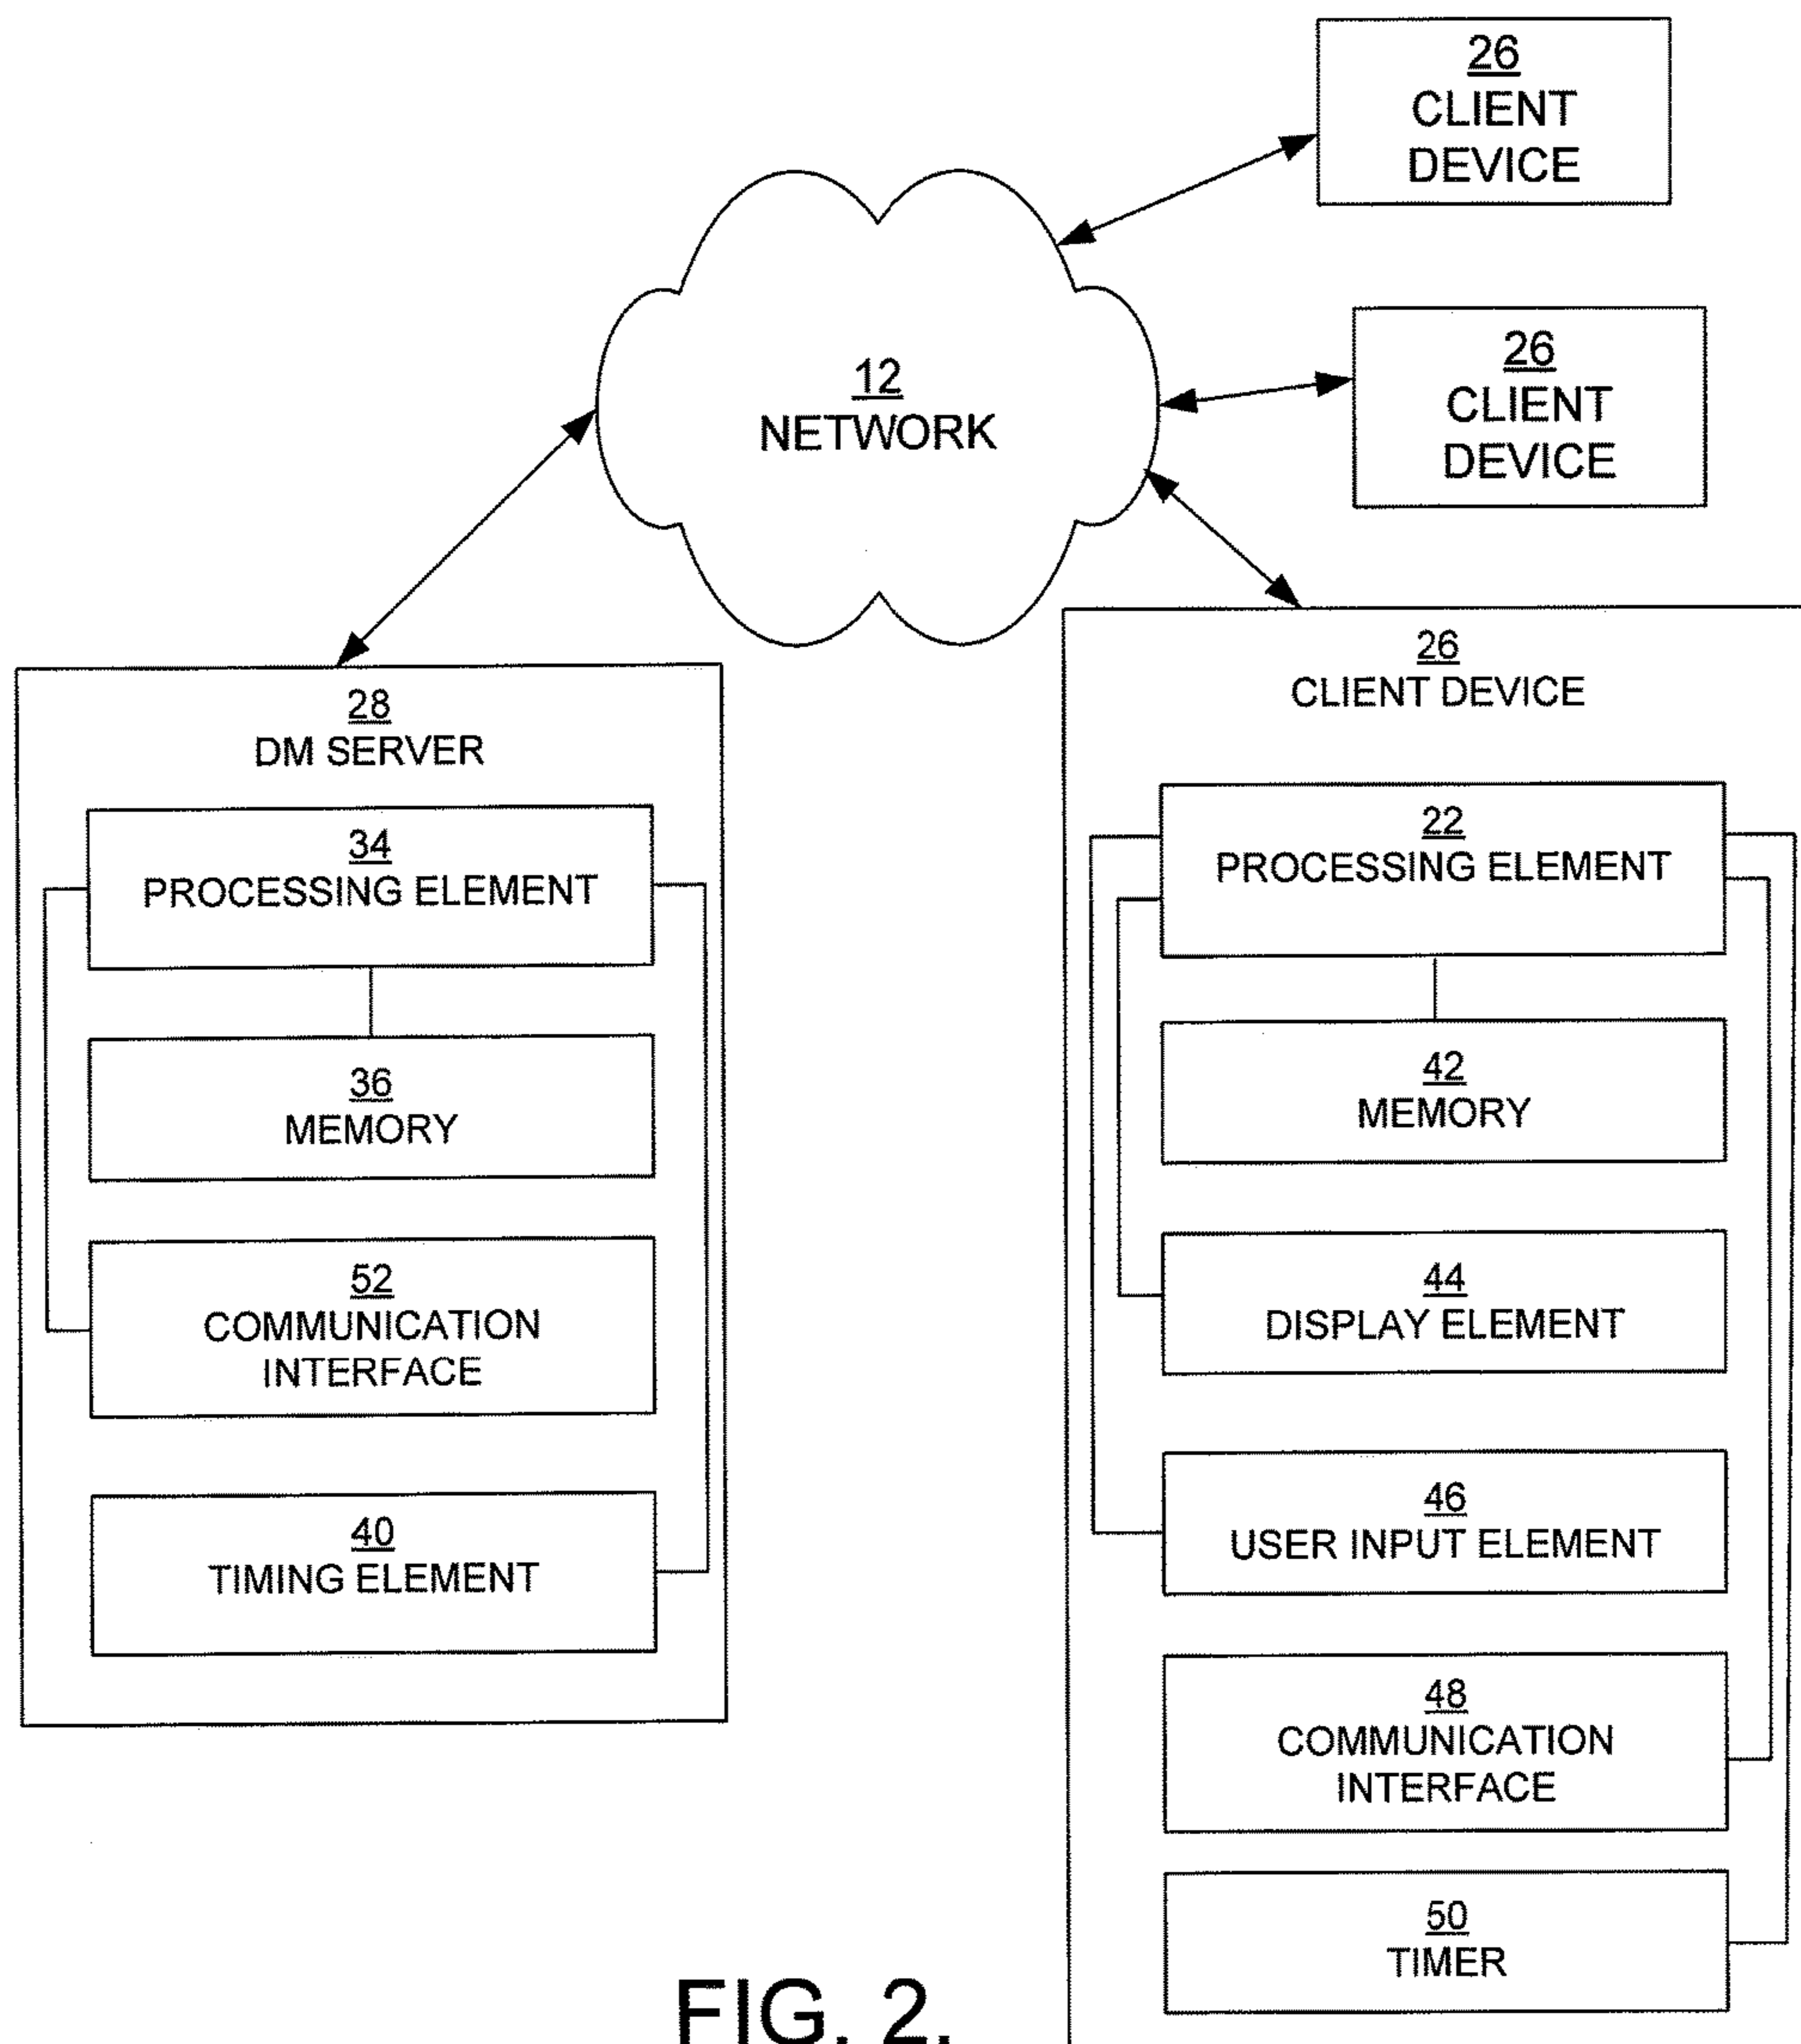 26
CLIENT
DEVICE
26
CLIENT
DEVICE
12
NETWORK
28
DM SERVER
34
PROCESSING ELEMENT
36
MEMORY
52
COMMUNICATION
INTERFACE
40
TIMING ELEMENT
26
CLIENT DEVICE
22
PROCESSING ELEMENT
42
MEMORY
44
DISPLAY ELEMENT
46
USER INPUT ELEMENT
48
COMMUNICATION
INTERFACE
50
TIMER
FIG. 2.